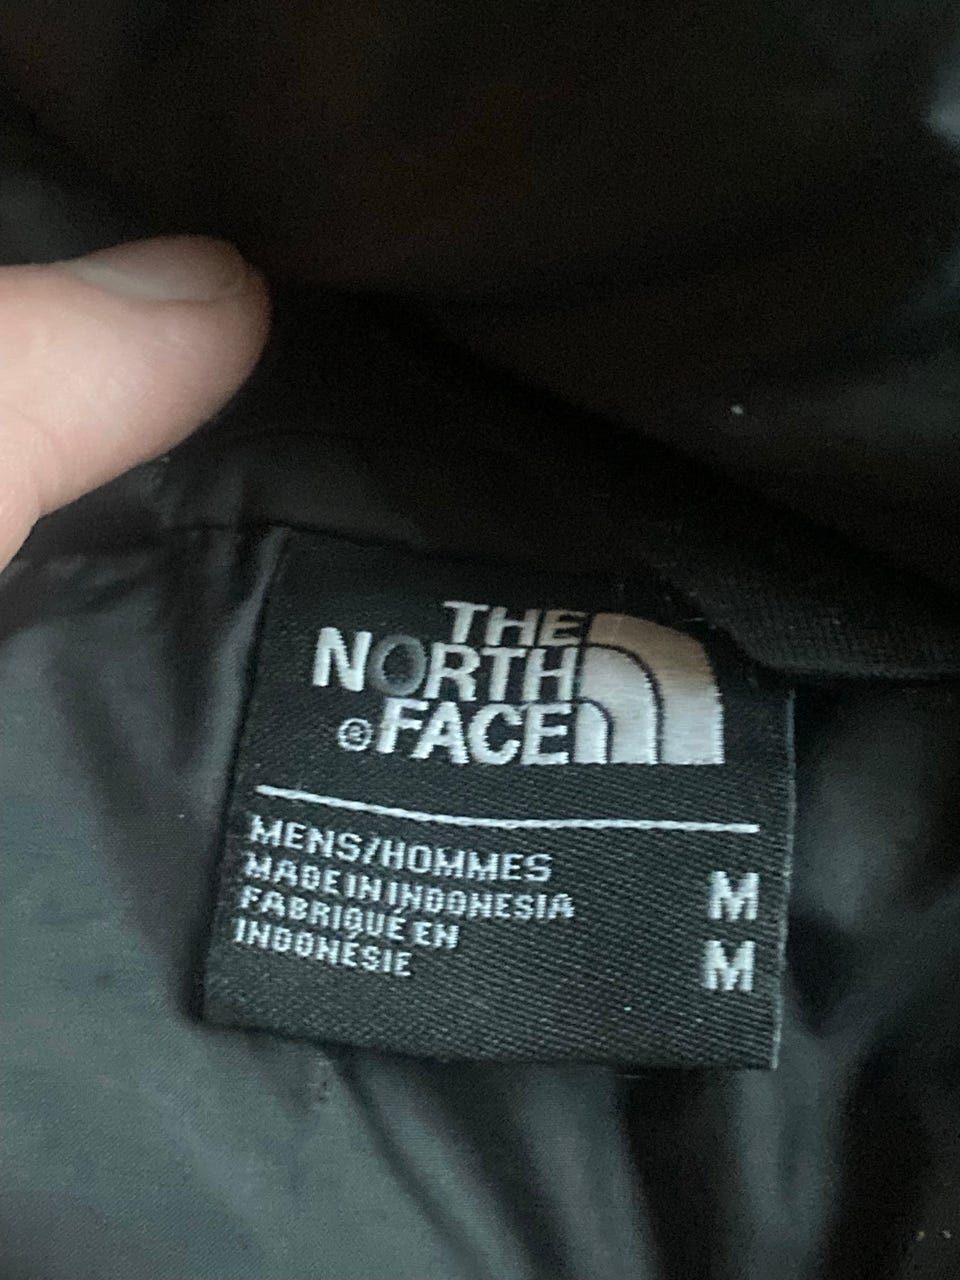 THE
NORTH
®FACE
MENS/HOMMES
MADE IN INDONESIA M
FABRIQUÉ EN
INDONÉSIE M